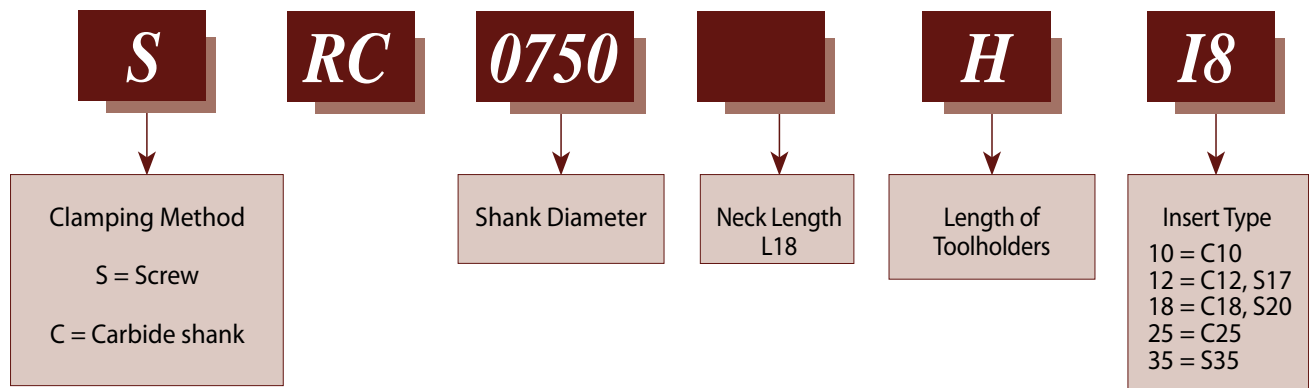 S RC 0750 H I8
Clamping Method
S = Screw
C = Carbide shank
Shank Diameter
Neck Length
L18
Length of
Toolholders
Insert Type
10 = C10
12 = C12, S17
18 = C18, S20
25 = C25
35 = S35